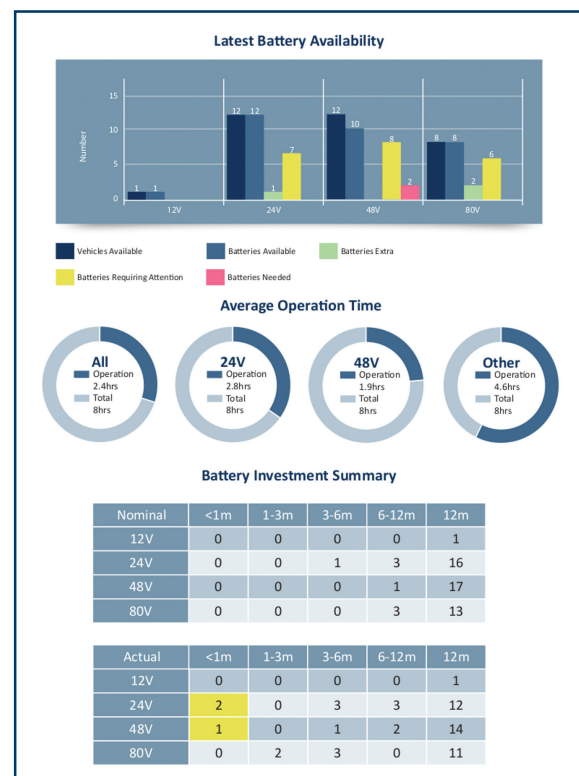 Latest Battery Availability
Number
15
10
5
0
1 1
12 12 1 7
12 10 8 2
8 8 2 6
12V 24V 48V 80V
Vehicles Available Batteries Available Batteries Extra
Batteries Requiring Attention Batteries Needed
Average Operation Time
All 24V 48V Other
Operation Operation Operation Operation
2.4hrs 2.8hrs 1.9hrs 4.6hrs
Total Total Total Total
8hrs 8hrs 8hrs 8hrs
Battery Investment Summary
Nominal <1m 1-3m 3-6m 6-12m 12m
12V 0 0 0 0 1
24V 0 0 1 3 16
48V 0 0 0 1 17
80V 0 0 0 3 13
Actual <1m 1-3m 3-6m 6-12m 12m
12V 0 0 0 0 1
24V 2 0 3 3 12
48V 1 0 1 2 14
80V 0 2 3 0 11